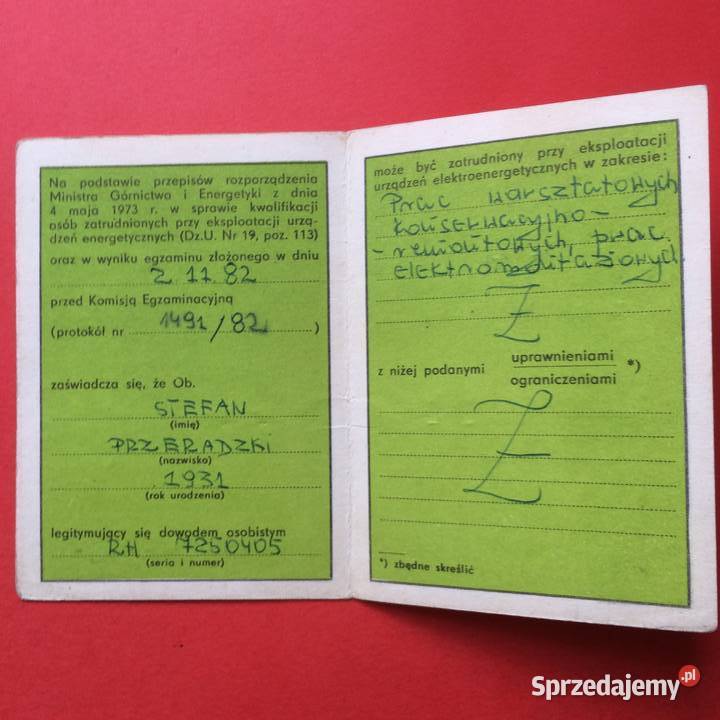 Na podstawie przepisów rozporządzenia
Ministra Górnictwa i Energetyki z dnia
4 maja 1973 r. w sprawie kwalifikacji
osób zatrudnionych przy eksploatacji urzą-
dzeń energetycznych (Dz.U. Nr 19, poz. 113)
oraz w wyniku egzaminu złożonego w dniu
2.11.82
przed Komisją Egzaminacyjną
(protokół nr 1491/82)
zaświadcza się, że Ob.
STEFAN
(imię)
PRZERADZKI
(nazwisko)
1931
(rok urodzenia)
legitymujący się dowodem osobistym
RH 7250405
(seria i numer)
może być zatrudniony przy eksploatacji
urządzeń elektroenergetycznych w zakresie:
Prac warsztatowych
konserwacyjno-
-remontowych, prac
elektromontażowych.
Z
z niżej podanymi uprawnieniami *)
ograniczeniami
Z
*) zbędne skreślić
Sprzedajemy.pl